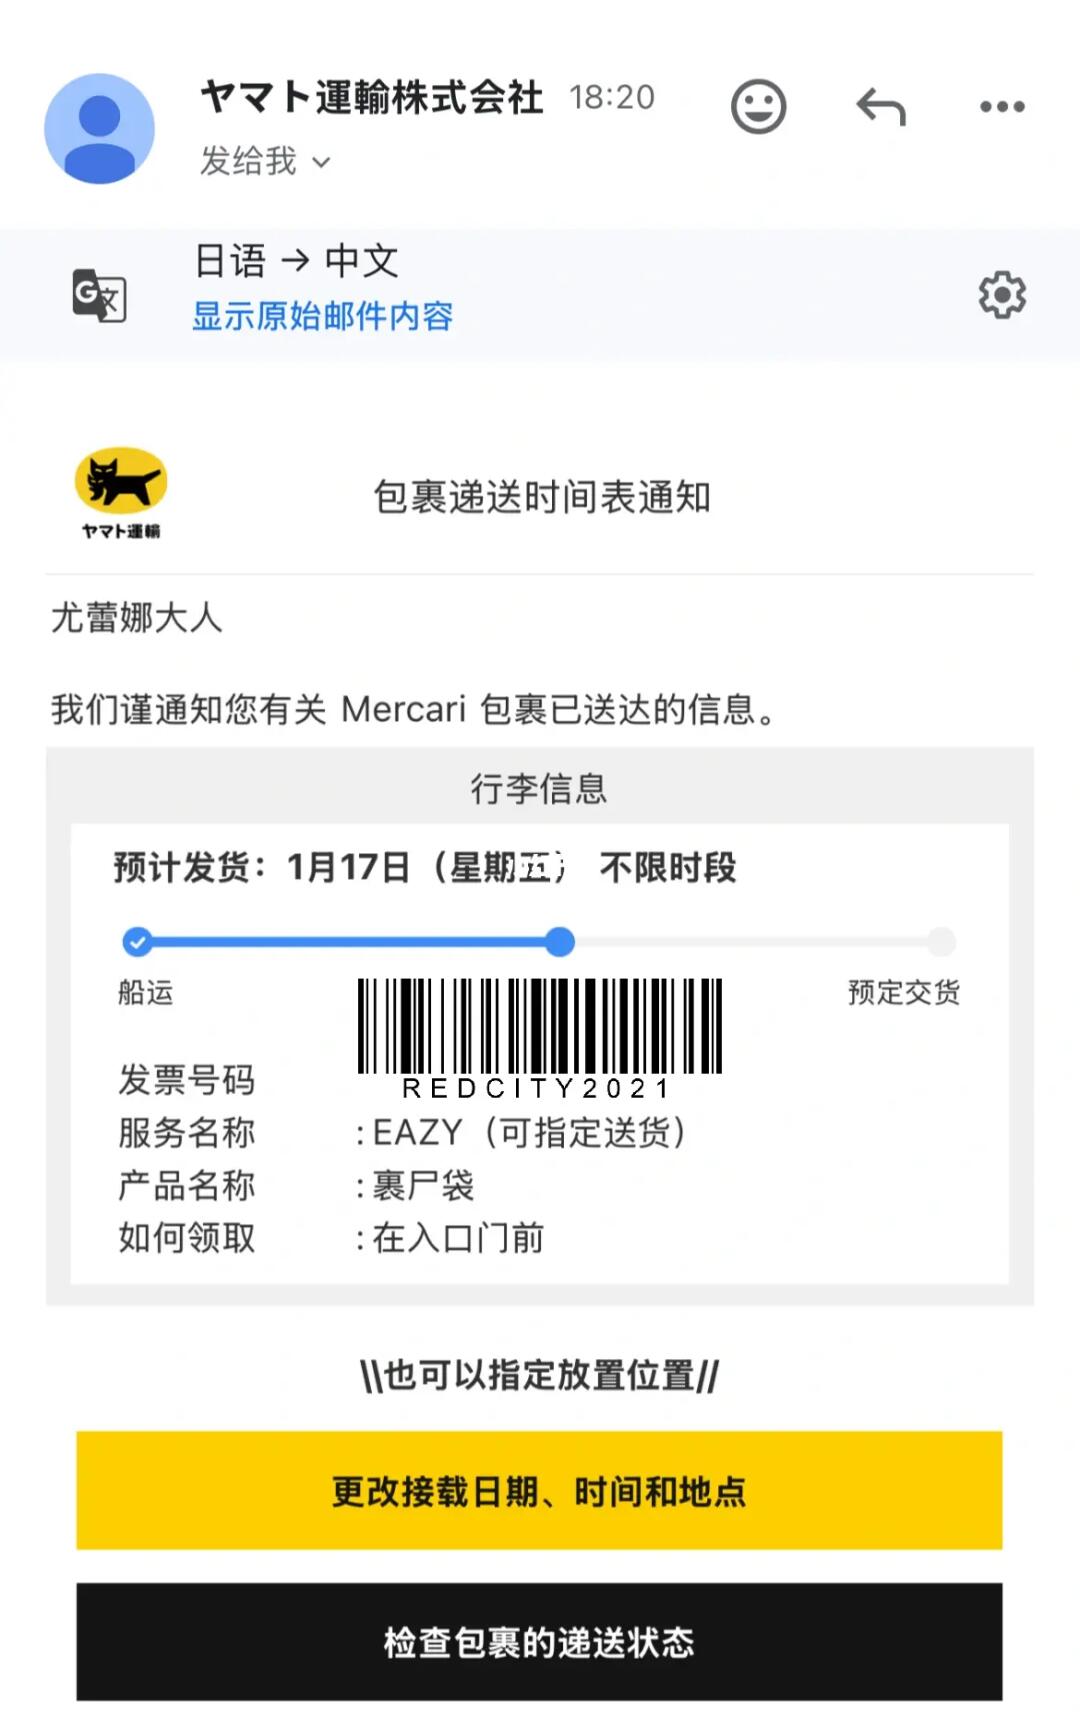 ヤマト運輸株式会社 18:20
发给我
日语 → 中文
显示原始邮件内容
ヤマト運輸
包裹递送时间表通知
尤蕾娜大人
我们谨通知您有关 Mercari 包裹已送达的信息。
行李信息
预计发货：1月17日（星期五） 不限时段
船运
预定交货
REDCITY2021
发票号码
服务名称 : EAZY（可指定送货）
产品名称 : 裹尸袋
如何领取 : 在入口门前
\\也可以指定放置位置//
更改接载日期、时间和地点
检查包裹的递送状态